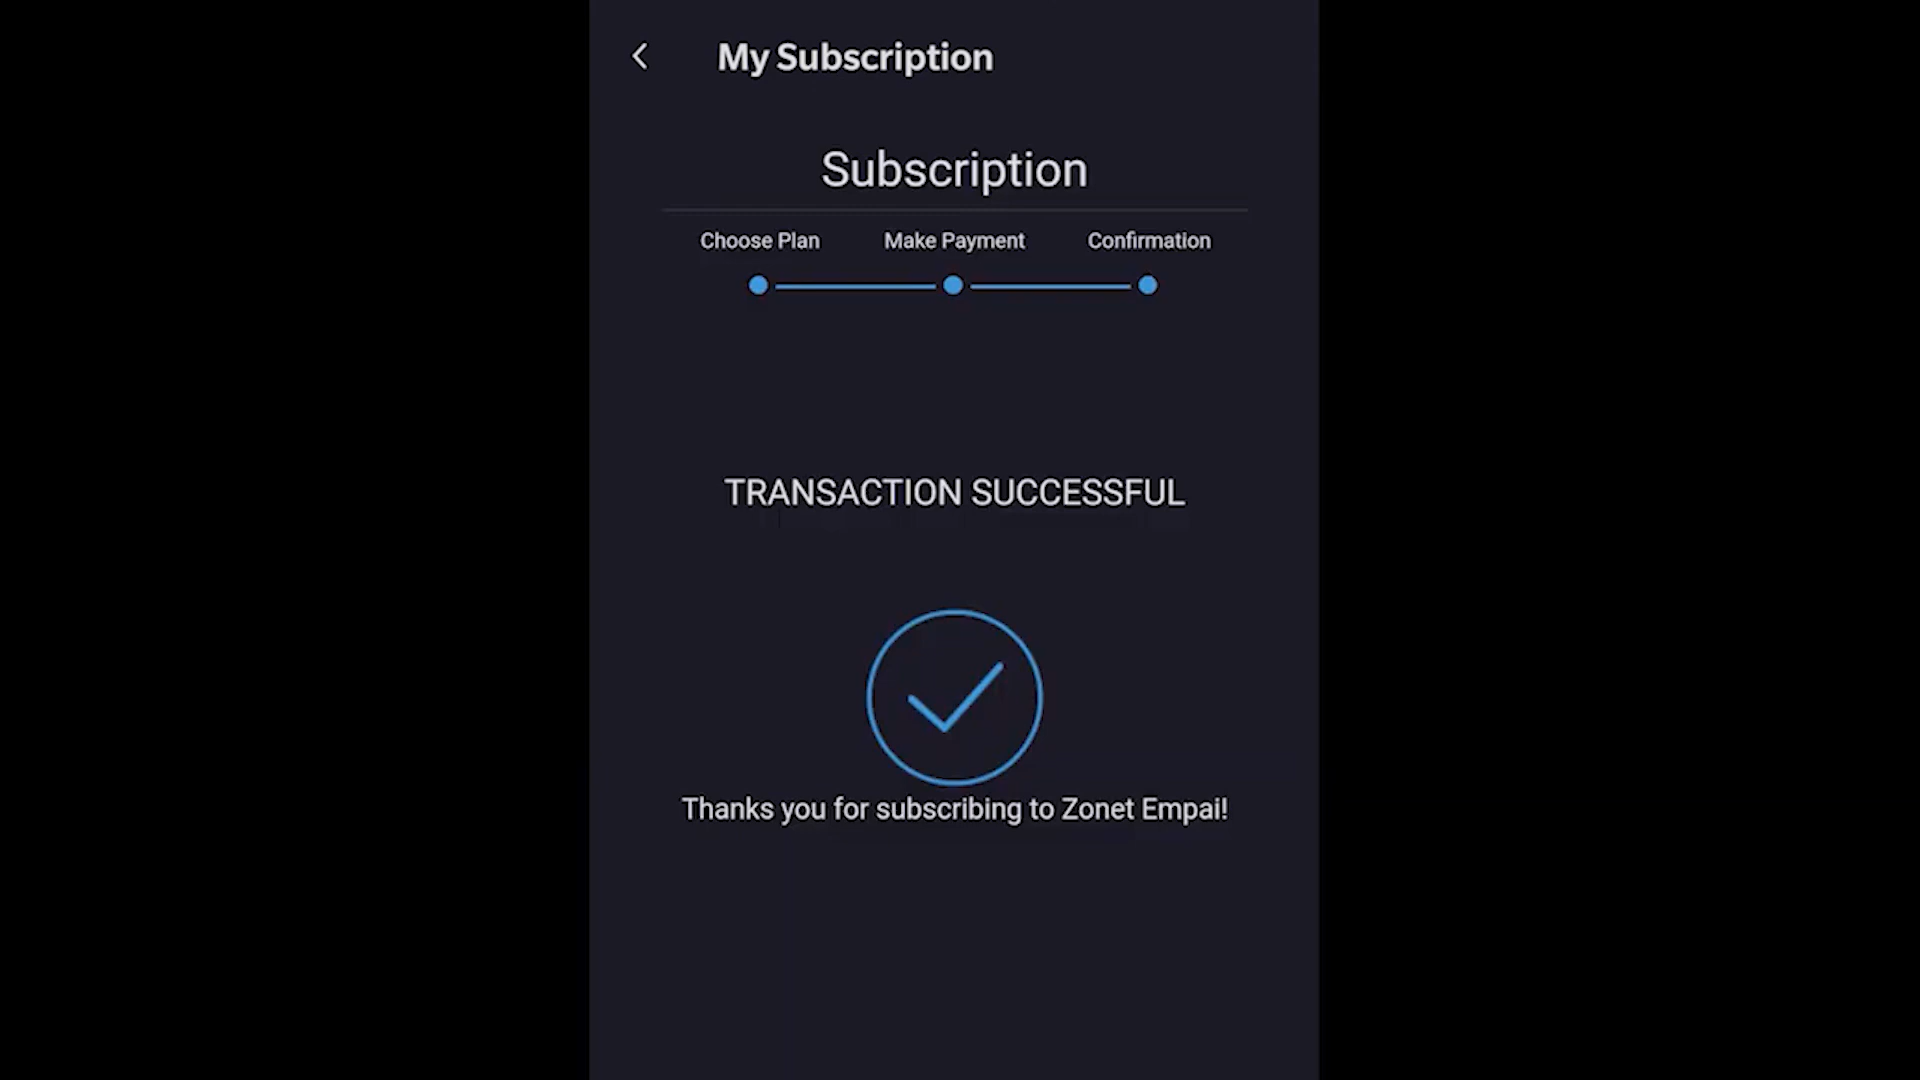 My Subscription
Subscription
Choose Plan Make Payment Confirmation
TRANSACTION SUCCESSFUL
Thanks you for subscribing to Zonet Empai!